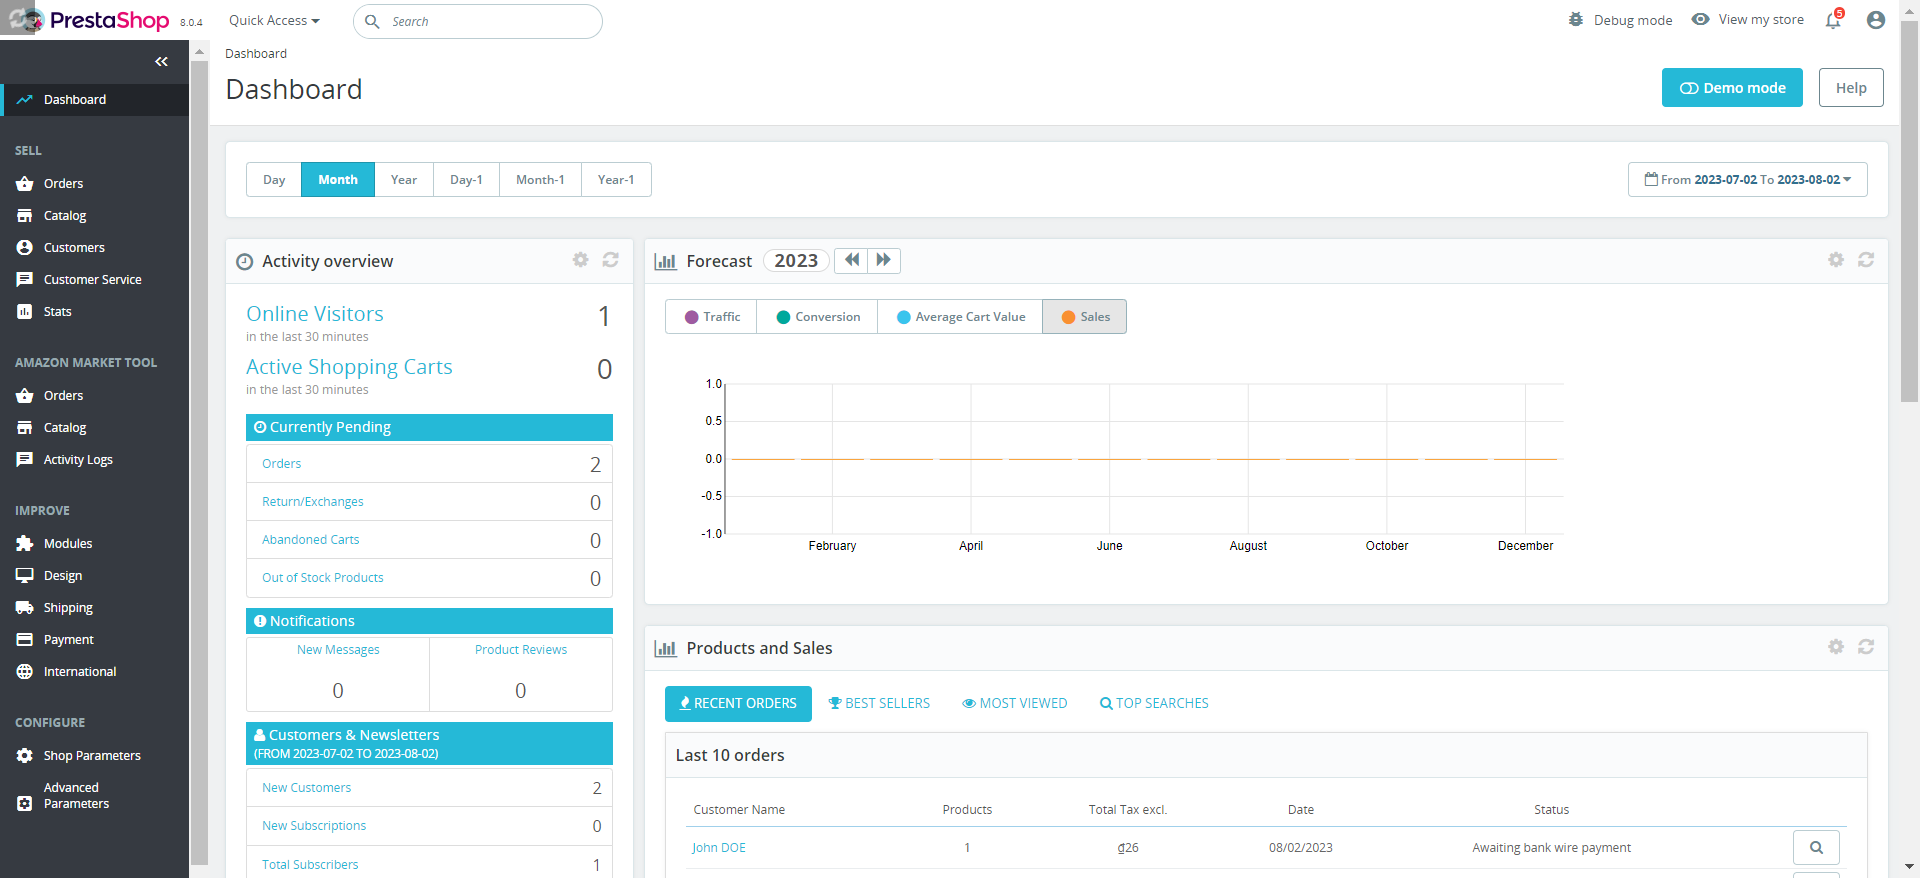 PrestaShop 8.0.4
Quick Access
Search
Debug mode
View my store
5
Dashboard
SELL
Orders
Catalog
Customers
Customer Service
Stats
AMAZON MARKET TOOL
Orders
Catalog
Activity Logs
IMPROVE
Modules
Design
Shipping
Payment
International
CONFIGURE
Shop Parameters
Advanced
Parameters
Dashboard
Dashboard
Demo mode
Help
Day Month Year Day-1 Month-1 Year-1
From 2023-07-02 To 2023-08-02
Activity overview
Online Visitors 1
in the last 30 minutes
Active Shopping Carts 0
in the last 30 minutes
Currently Pending
Orders 2
Return/Exchanges 0
Abandoned Carts 0
Out of Stock Products 0
Notifications
New Messages Product Reviews
0 0
Customers & Newsletters
(FROM 2023-07-02 TO 2023-08-02)
New Customers 2
New Subscriptions 0
Total Subscribers 1
Forecast 2023
Traffic Conversion Average Cart Value Sales
1.0
0.5
0.0
-0.5
-1.0
February April June August October December
Products and Sales
RECENT ORDERS BEST SELLERS MOST VIEWED TOP SEARCHES
Last 10 orders
Customer Name Products Total Tax excl. Date Status
John DOE 1 ₫26 08/02/2023 Awaiting bank wire payment